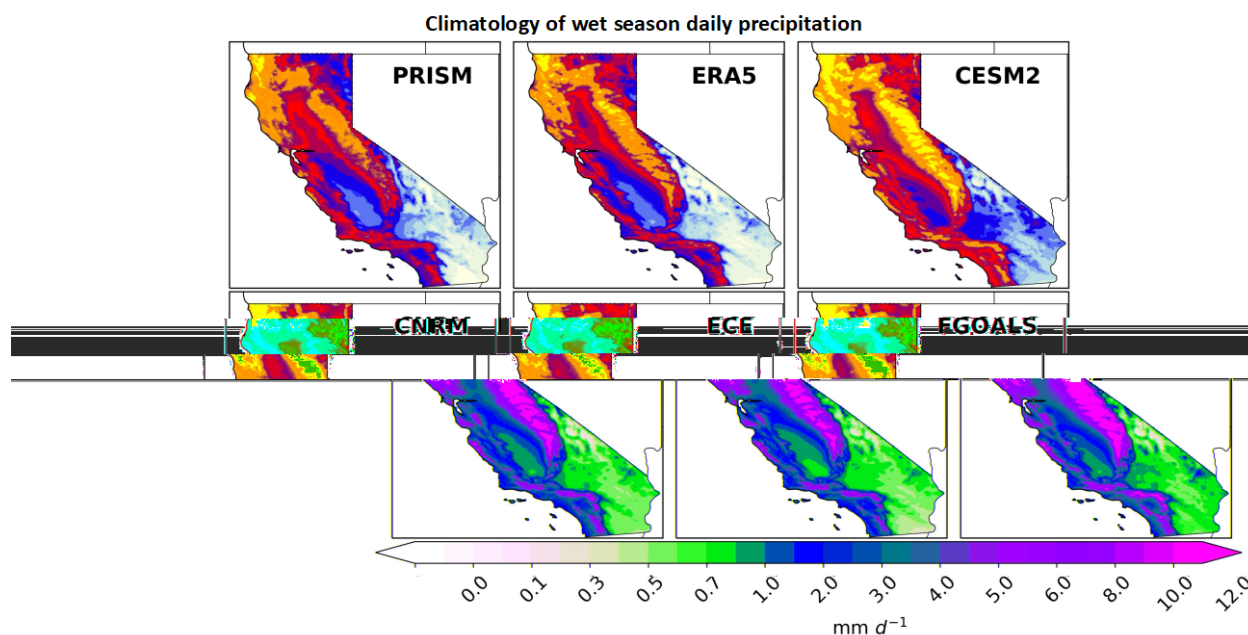 Climatology of wet season daily precipitation
PRISM ERA5 CESM2
CNRM ECE FGOALS
0.0 0.1 0.3 0.5 0.7 1.0 2.0 3.0 4.0 5.0 6.0 8.0 10.0 12.0
mm d⁻¹